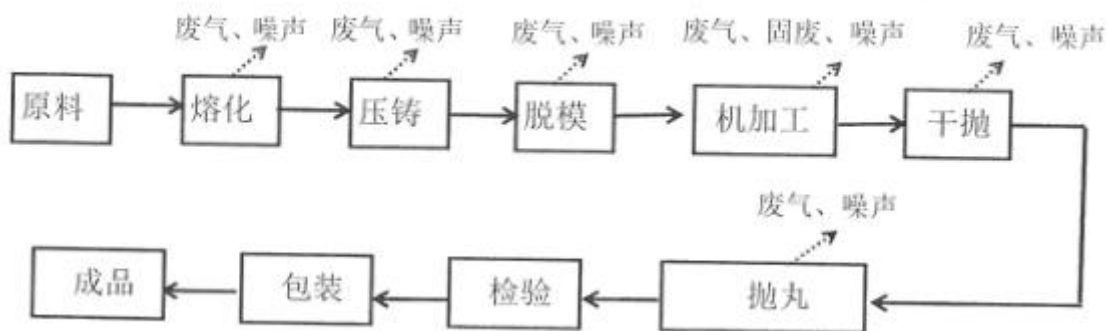 废气、噪声 废气、噪声 废气、噪声 废气、固废、噪声 废气、噪声
原料 熔化 压铸 脱模 机加工 干抛
废气、噪声
成品 包装 检验 抛丸